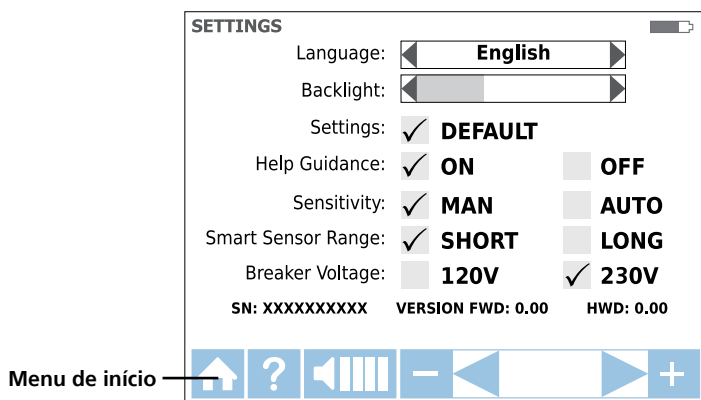 SETTINGS
Language: English
Backlight:
Settings: ✓ DEFAULT
Help Guidance: ✓ ON OFF
Sensitivity: ✓ MAN AUTO
Smart Sensor Range: ✓ SHORT LONG
Breaker Voltage: 120V ✓ 230V
SN: XXXXXXXXXX VERSION FWD: 0.00 HWD: 0.00
Menu de início ? − +